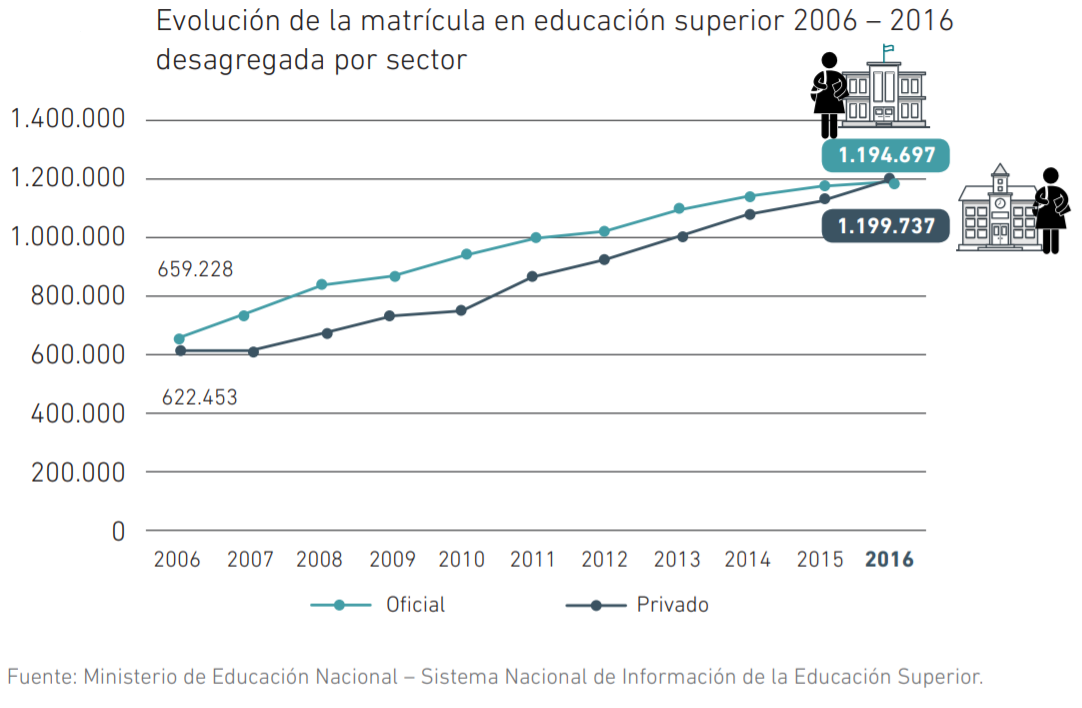 Evolución de la matrícula en educación superior 2006 – 2016
desagregada por sector
1.400.000
1.194.697
1.200.000
1.199.737
1.000.000
659.228
800.000
600.000
622.453
400.000
200.000
0
2006 2007 2008 2009 2010 2011 2012 2013 2014 2015 2016
Oficial Privado
Fuente: Ministerio de Educación Nacional – Sistema Nacional de Información de la Educación Superior.